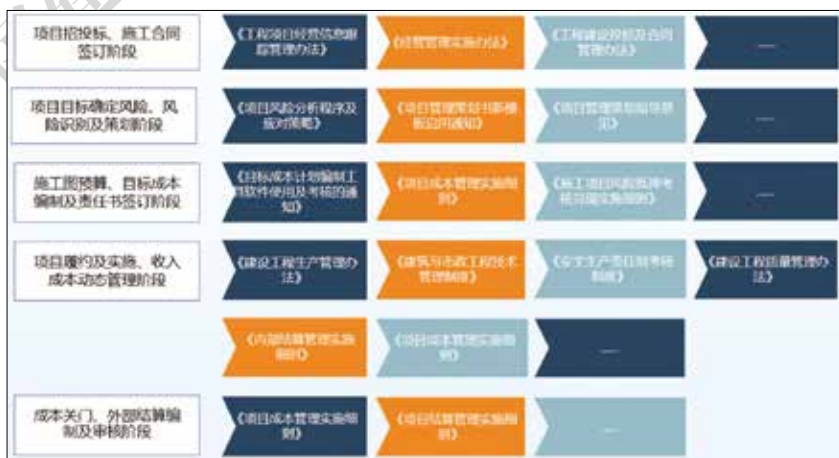 项目招投标、施工合同
签订阶段
《工程项目经营信息跟
踪管理办法》
《经营管理实施办法》
《工程建设投标及合同
管理办法》
……
项目目标确定风险、风
险识别及策划阶段
《项目风险分析程序及
应对策略》
《项目管理策划书新模
板启用通知》
《项目管理策划指导意
见》
……
施工图预算、目标成本
编制及责任书签订阶段
《目标成本计划编制工
具软件使用及考核的通
知》
《项目成本管理实施细
则》
《施工项目风险抵押考
核兑现实施细则》
……
项目履约及实施、收入
成本动态管理阶段
《建设工程生产管理办
法》
《建筑与市政工程技术
管理制度》
《安全生产责任制考核
制度》
《建设工程质量管理办
法》
《内部结算管理实施
细则》
《项目成本管理实施细
则》
……
成本关门、外部结算编
制及审核阶段
《项目成本管理实施细
则》
《项目结算管理实施细
则》
……